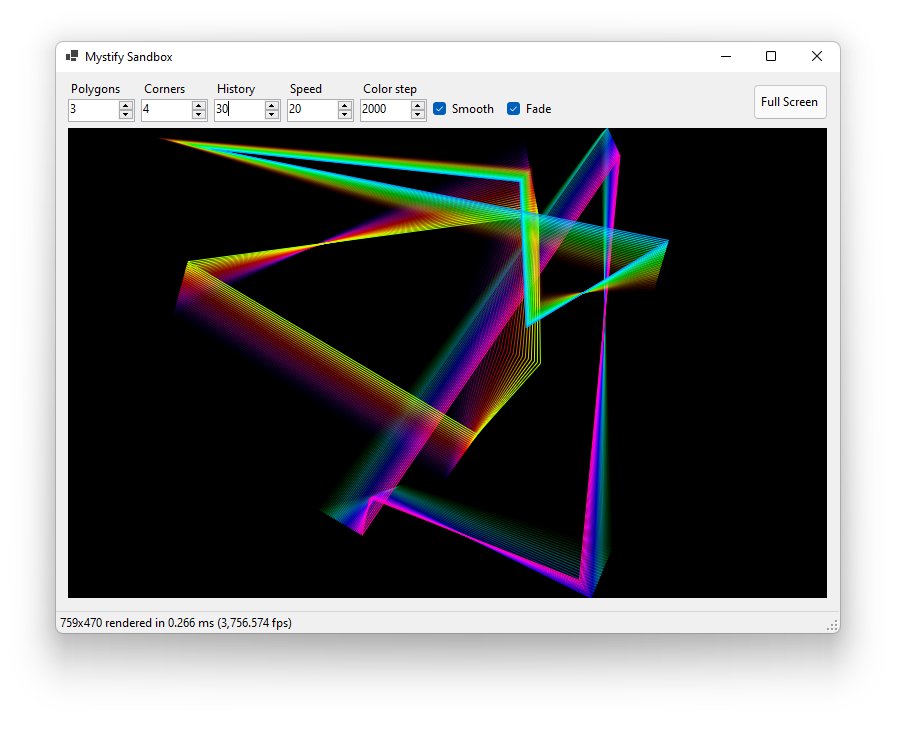 Mystify Sandbox
Polygons Corners History Speed Color step
3 4 30 20 2000 Smooth Fade Full Screen
759x470 rendered in 0.266 ms (3,756.574 fps)